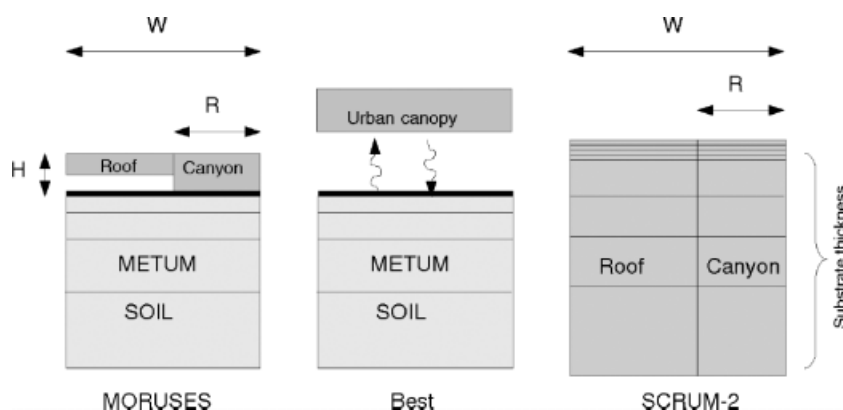 W
R
H
Roof
Canyon
METUM
SOIL
MORUSES
Urban canopy
METUM
SOIL
Best
W
R
Roof
Canyon
Substrate thickness
SCRUM-2